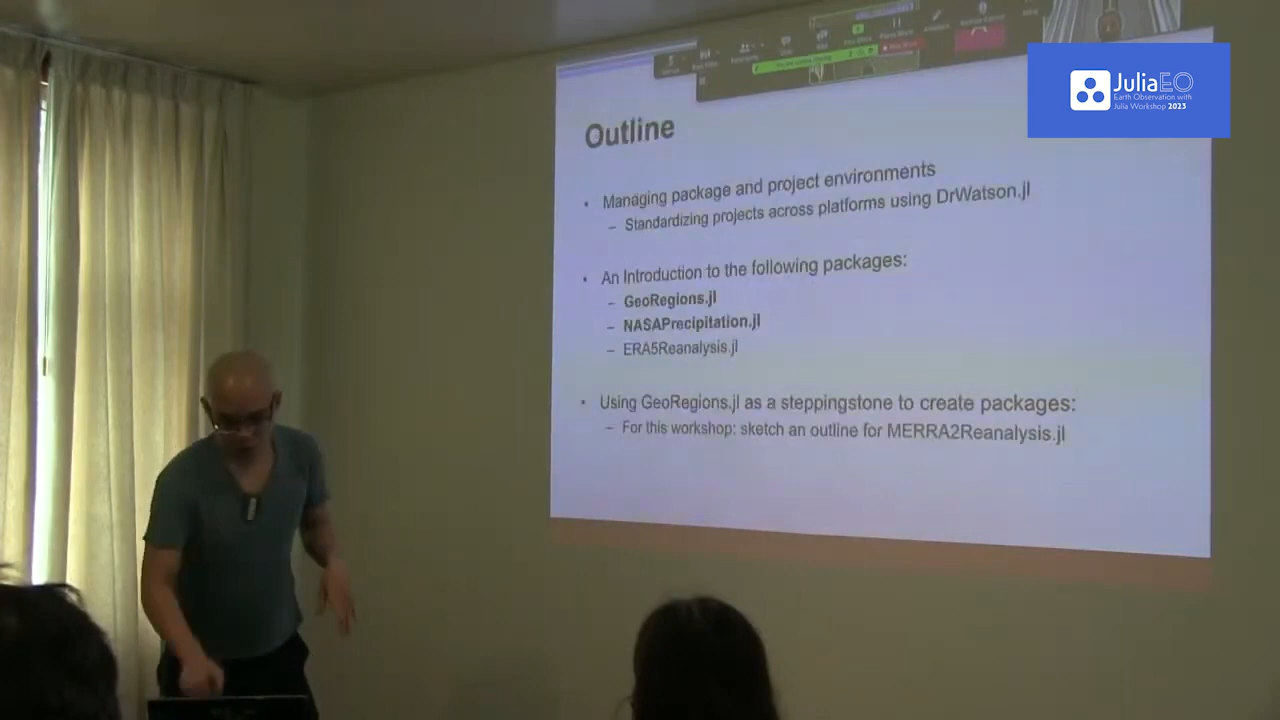 JuliaEO
Earth Observation with
Julia Workshop 2023
Outline
• Managing package and project environments
– Standardizing projects across platforms using DrWatson.jl
• An Introduction to the following packages:
– GeoRegions.jl
– NASAPrecipitation.jl
– ERA5Reanalysis.jl
• Using GeoRegions.jl as a steppingstone to create packages:
– For this workshop: sketch an outline for MERRA2Reanalysis.jl